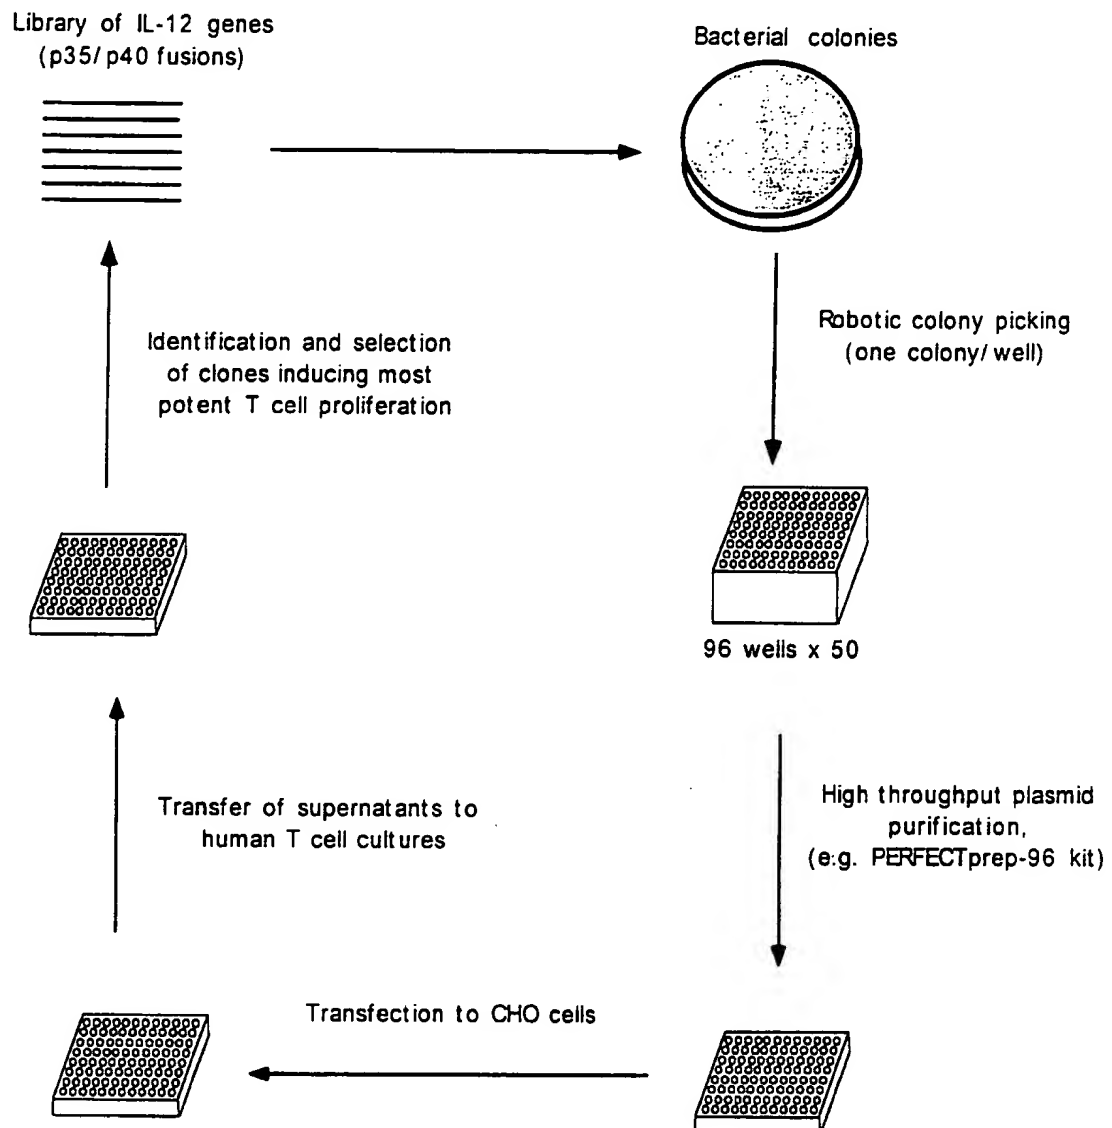 Library of IL-12 genes
(p35/p40 fusions)
Bacterial colonies
Robotic colony picking
(one colony/well)
Identification and selection
of clones inducing most
potent T cell proliferation
96 wells x 50
High throughput plasmid
purification,
(e.g. PERFECTprep-96 kit)
Transfer of supernatants to
human T cell cultures
Transfection to CHO cells